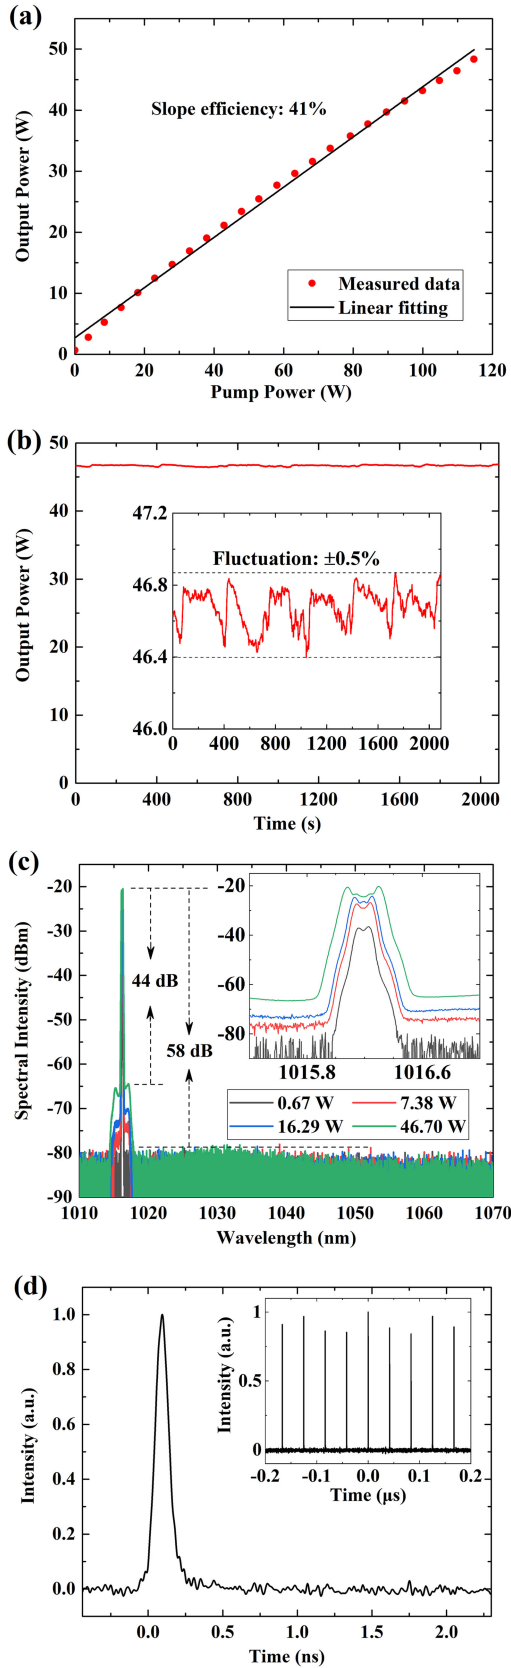 (a)
50
40
30
20
10
0
Output Power (W)
Slope efficiency: 41%
Measured data
Linear fitting
0 20 40 60 80 100 120
Pump Power (W)
(b)
50
40
30
20
10
0
Output Power (W)
47.2
46.8
46.4
46.0
Fluctuation: ±0.5%
0 400 800 1200 1600 2000
0 400 800 1200 1600 2000
Time (s)
(c)
-20
-30
-40
-50
-60
-70
-80
-90
Spectral Intensity (dBm)
44 dB
58 dB
-20
-40
-60
-80
1015.8 1016.6
0.67 W 7.38 W
16.29 W 46.70 W
1010 1020 1030 1040 1050 1060 1070
Wavelength (nm)
(d)
1.0
0.8
0.6
0.4
0.2
0.0
Intensity (a.u.)
1
0.5
0
Intensity (a.u.)
-0.2 -0.1 0.0 0.1 0.2
Time (μs)
0.0 0.5 1.0 1.5 2.0
Time (ns)